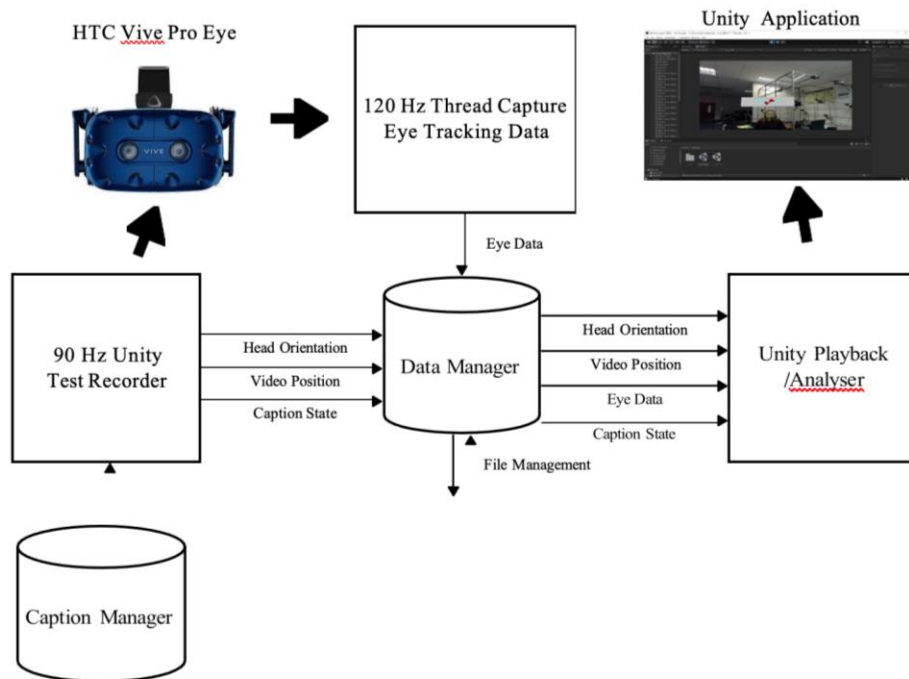 Unity Application
HTC Vive Pro Eye
120 Hz Thread Capture
Eye Tracking Data
VIVE
Eye Data
90 Hz Unity
Test Recorder
Head Orientation
Video Position
Caption State
Data Manager
Head Orientation
Video Position
Eye Data
Caption State
Unity Playback
/Analyser
File Management
Caption Manager